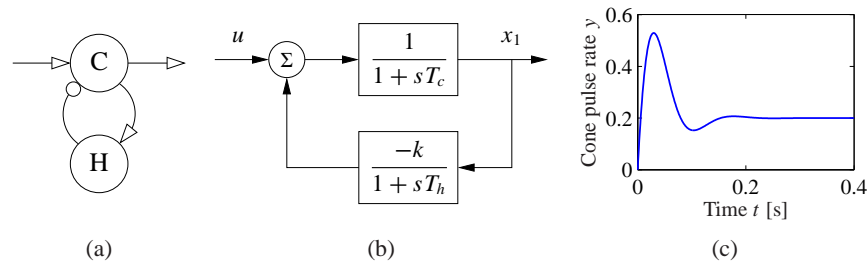 C
H
(a)
u
Σ
1
1 + sT_c
x_1
−k
1 + sT_h
(b)
Cone pulse rate y
0.6
0.4
0.2
0
0
0.2
0.4
Time t [s]
(c)